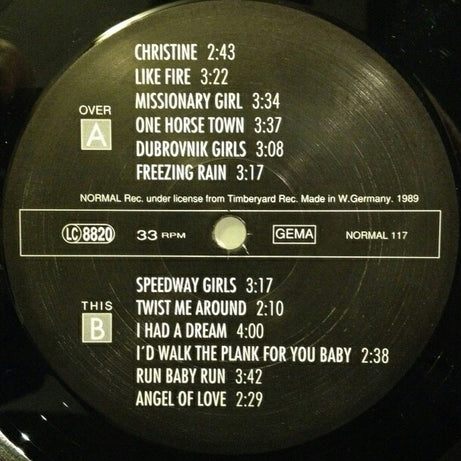 CHRISTINE 2:43
LIKE FIRE 3:22
MISSIONARY GIRL 3:34
ONE HORSE TOWN 3:37
DUBROVNIK GIRLS 3:08
FREEZING RAIN 3:17
OVER
A
NORMAL Rec. under license from Timberyard Rec. Made in W.Germany. 1989
LC 8820 33 RPM GEMA NORMAL 117
THIS
B
SPEEDWAY GIRLS 3:17
TWIST ME AROUND 2:10
I HAD A DREAM 4:00
I´D WALK THE PLANK FOR YOU BABY 2:38
RUN BABY RUN 3:42
ANGEL OF LOVE 2:29